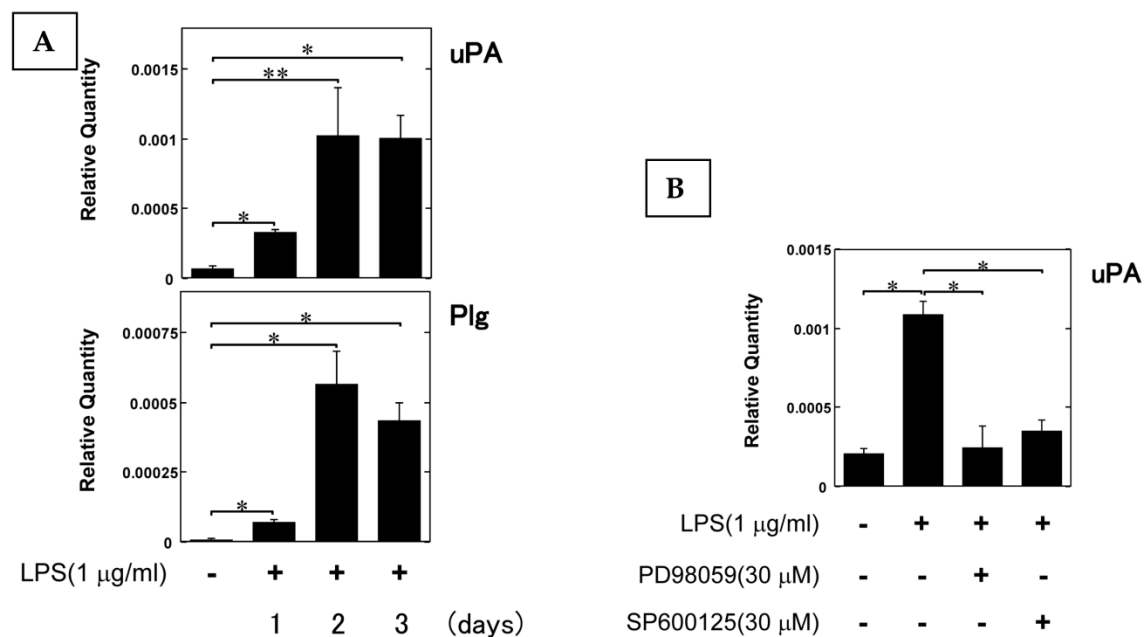 A
uPA
Relative Quantity
0.0015
0.001
0.0005
0
*
**
*
Plg
Relative Quantity
0.00075
0.0005
0.00025
0
*
*
*
LPS(1 μg/ml) - + + +
1 2 3 (days)
B
uPA
Relative Quantity
0.0015
0.001
0.0005
0
*
* *
LPS(1 μg/ml) - + + +
PD98059(30 μM) - - + -
SP600125(30 μM) - - - +